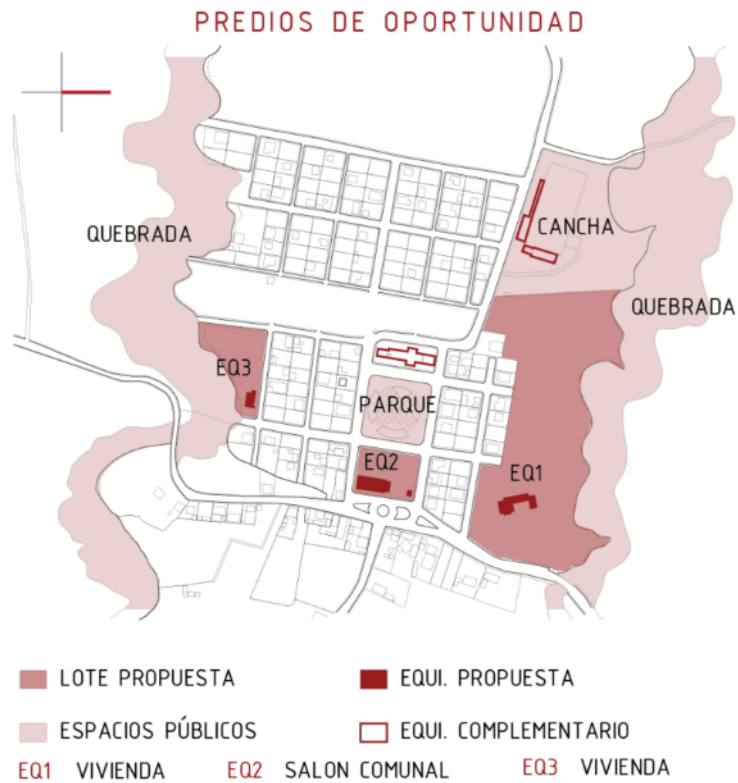 PREDIOS DE OPORTUNIDAD
QUEBRADA
CANCHA
QUEBRADA
EQ3
PARQUE
EQ2
EQ1
LOTE PROPUESTA
EQUI. PROPUESTA
ESPACIOS PÚBLICOS
EQUI. COMPLEMENTARIO
EQ1 VIVIENDA EQ2 SALON COMUNAL EQ3 VIVIENDA